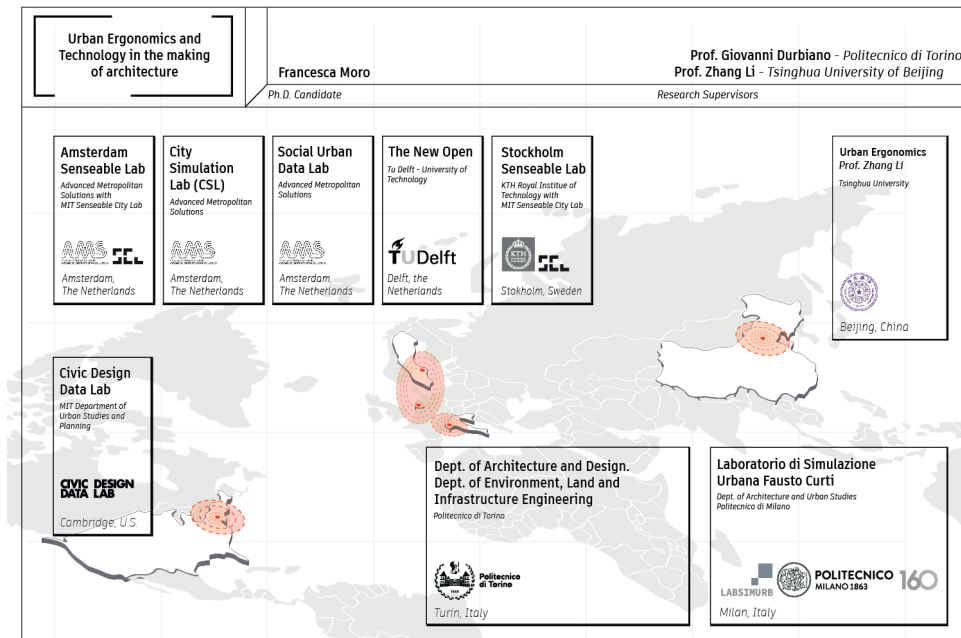 Urban Ergonomics and
Technology in the making
of architecture
Francesca Moro
Ph.D. Candidate
Prof. Giovanni Durbiano - Politecnico di Torino
Prof. Zhang Li - Tsinghua University of Beijing
Research Supervisors
Amsterdam
Senseable Lab
Advanced Metropolitan
Solutions with
MIT Senseable City Lab
AMS
SCL
Amsterdam,
The Netherlands
City
Simulation
Lab (CSL)
Advanced Metropolitan
Solutions
AMS
Amsterdam,
The Netherlands
Social Urban
Data Lab
Advanced Metropolitan
Solutions
AMS
Amsterdam,
The Netherlands
The New Open
Tu Delft - University of
Technology
TUDelft
Delft, the
Netherlands
Stockholm
Senseable Lab
KTH Royal Institue of
Technology with
MIT Senseable City Lab
KTH
SCL
Stokholm, Sweden
Urban Ergonomics
Prof. Zhang Li
Tsinghua University
Beijing, China
Civic Design
Data Lab
MIT Department of
Urban Studies and
Planning
CIVIC DESIGN
DATA LAB
Cambridge, U.S.
Dept. of Architecture and Design.
Dept. of Environment, Land and
Infrastructure Engineering
Politecnico di Torino
Politecnico
di Torino
Turin, Italy
Laboratorio di Simulazione
Urbana Fausto Curti
Dept. of Architecture and Urban Studies
Politecnico di Milano
LABSIMURB
POLITECNICO
MILANO 1863
160
Milan, Italy